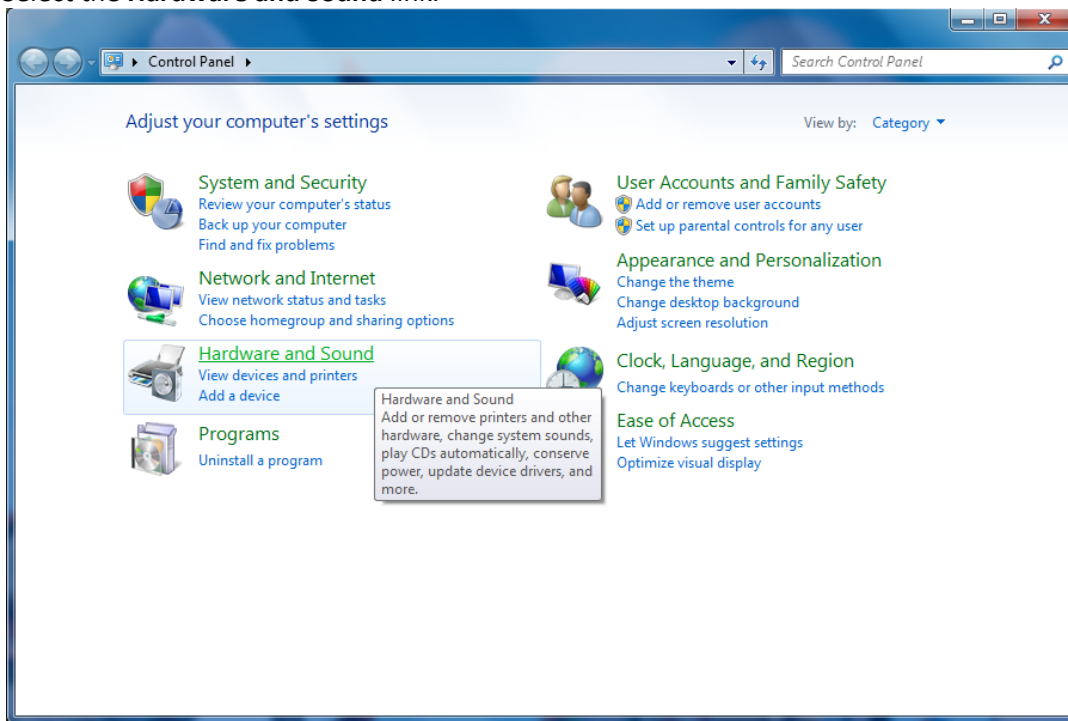 Select the Hardware and Sound link.
Control Panel
Search Control Panel
Adjust your computer's settings
View by: Category
System and Security
Review your computer's status
Back up your computer
Find and fix problems
Network and Internet
View network status and tasks
Choose homegroup and sharing options
Hardware and Sound
View devices and printers
Add a device
Hardware and Sound
Add or remove printers and other
hardware, change system sounds,
play CDs automatically, conserve
power, update device drivers, and
more.
Programs
Uninstall a program
User Accounts and Family Safety
Add or remove user accounts
Set up parental controls for any user
Appearance and Personalization
Change the theme
Change desktop background
Adjust screen resolution
Clock, Language, and Region
Change keyboards or other input methods
Ease of Access
Let Windows suggest settings
Optimize visual display